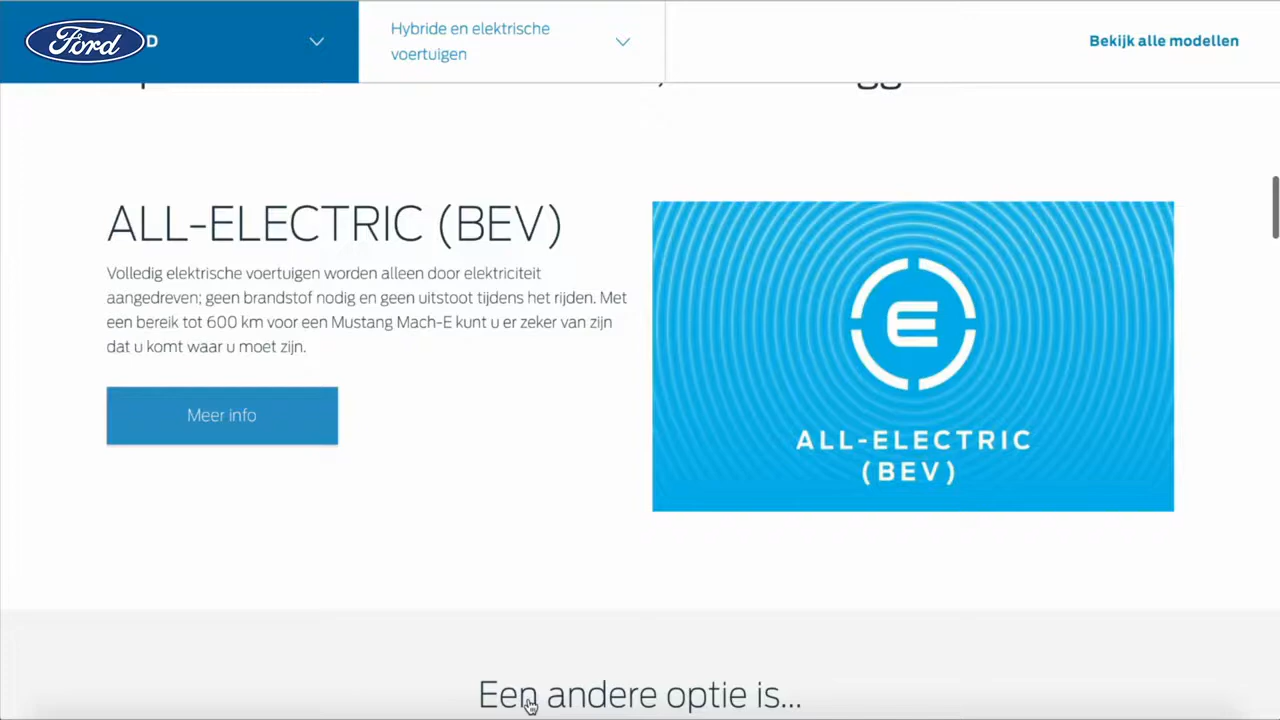 Ford
D
Hybride en elektrische
voertuigen
Bekijk alle modellen
ALL-ELECTRIC (BEV)
Volledig elektrische voertuigen worden alleen door elektriciteit
aangedreven; geen brandstof nodig en geen uitstoot tijdens het rijden. Met
een bereik tot 600 km voor een Mustang Mach-E kunt u er zeker van zijn
dat u komt waar u moet zijn.
Meer info
E
ALL-ELECTRIC
(BEV)
Een andere optie is...